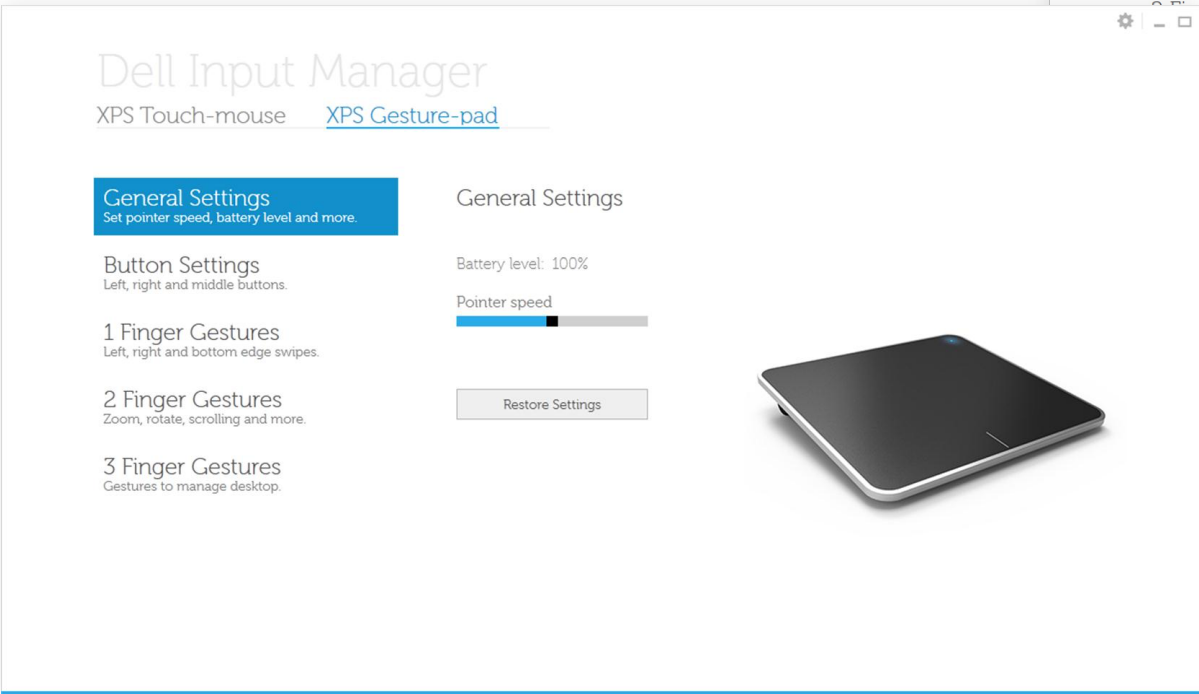 Dell Input Manager
XPS Touch-mouse
XPS Gesture-pad
General Settings
Set pointer speed, battery level and more.
Button Settings
Left, right and middle buttons.
1 Finger Gestures
Left, right and bottom edge swipes.
2 Finger Gestures
Zoom, rotate, scrolling and more.
3 Finger Gestures
Gestures to manage desktop.
General Settings
Battery level: 100%
Pointer speed
Restore Settings